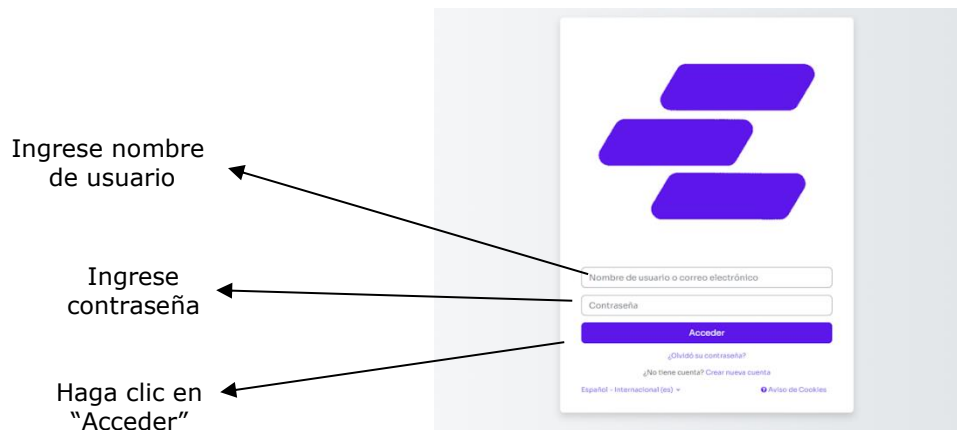 Ingrese nombre
de usuario
Ingrese
contraseña
Haga clic en
“Acceder”
Nombre de usuario o correo electrónico
Contraseña
Acceder
¿Olvidó su contraseña?
¿No tiene cuenta? Crear nueva cuenta
Español - Internacional (es)
Aviso de Cookies